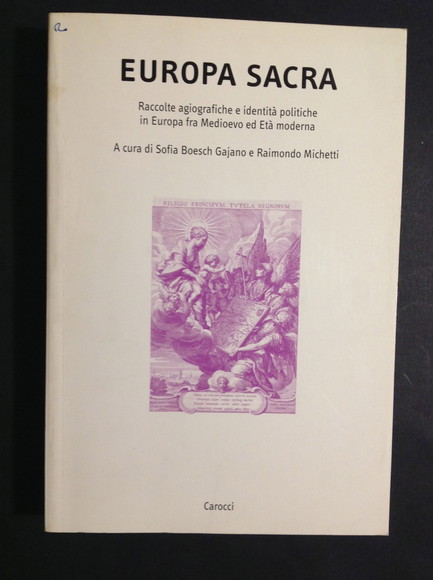 EUROPA SACRA
Raccolte agiografiche e identità politiche
in Europa fra Medioevo ed Età moderna
A cura di Sofia Boesch Gajano e Raimondo Michetti
RELIGIO PRINCIPUM TUTELA REGNORUM
Carocci